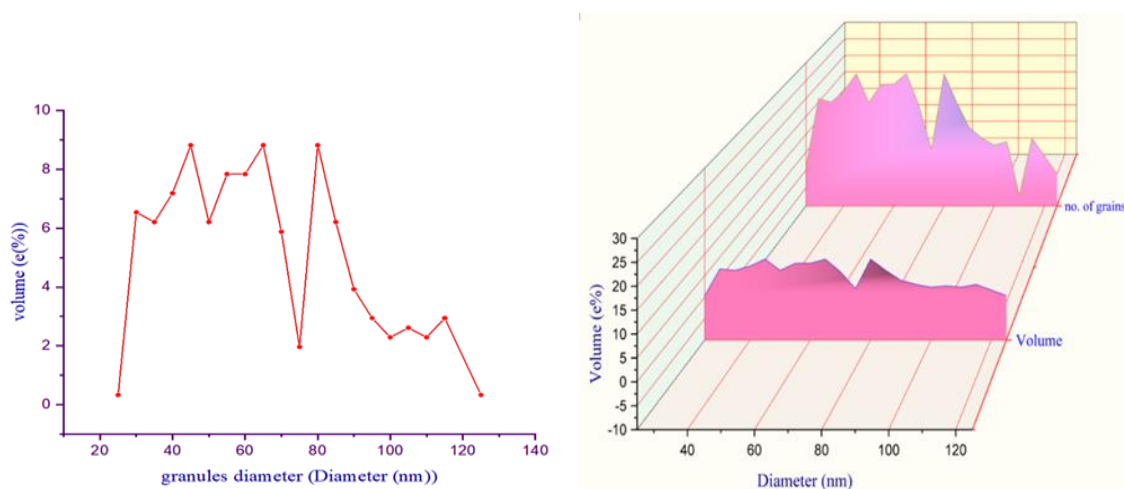 10
8
6
4
2
0
volume (e(%))
20 40 60 80 100 120 140
granules diameter (Diameter (nm))
30
25
20
15
10
5
0
-5
-10
Volume (e%)
no. of grains
Volume
40 60 80 100 120
Diameter (nm)